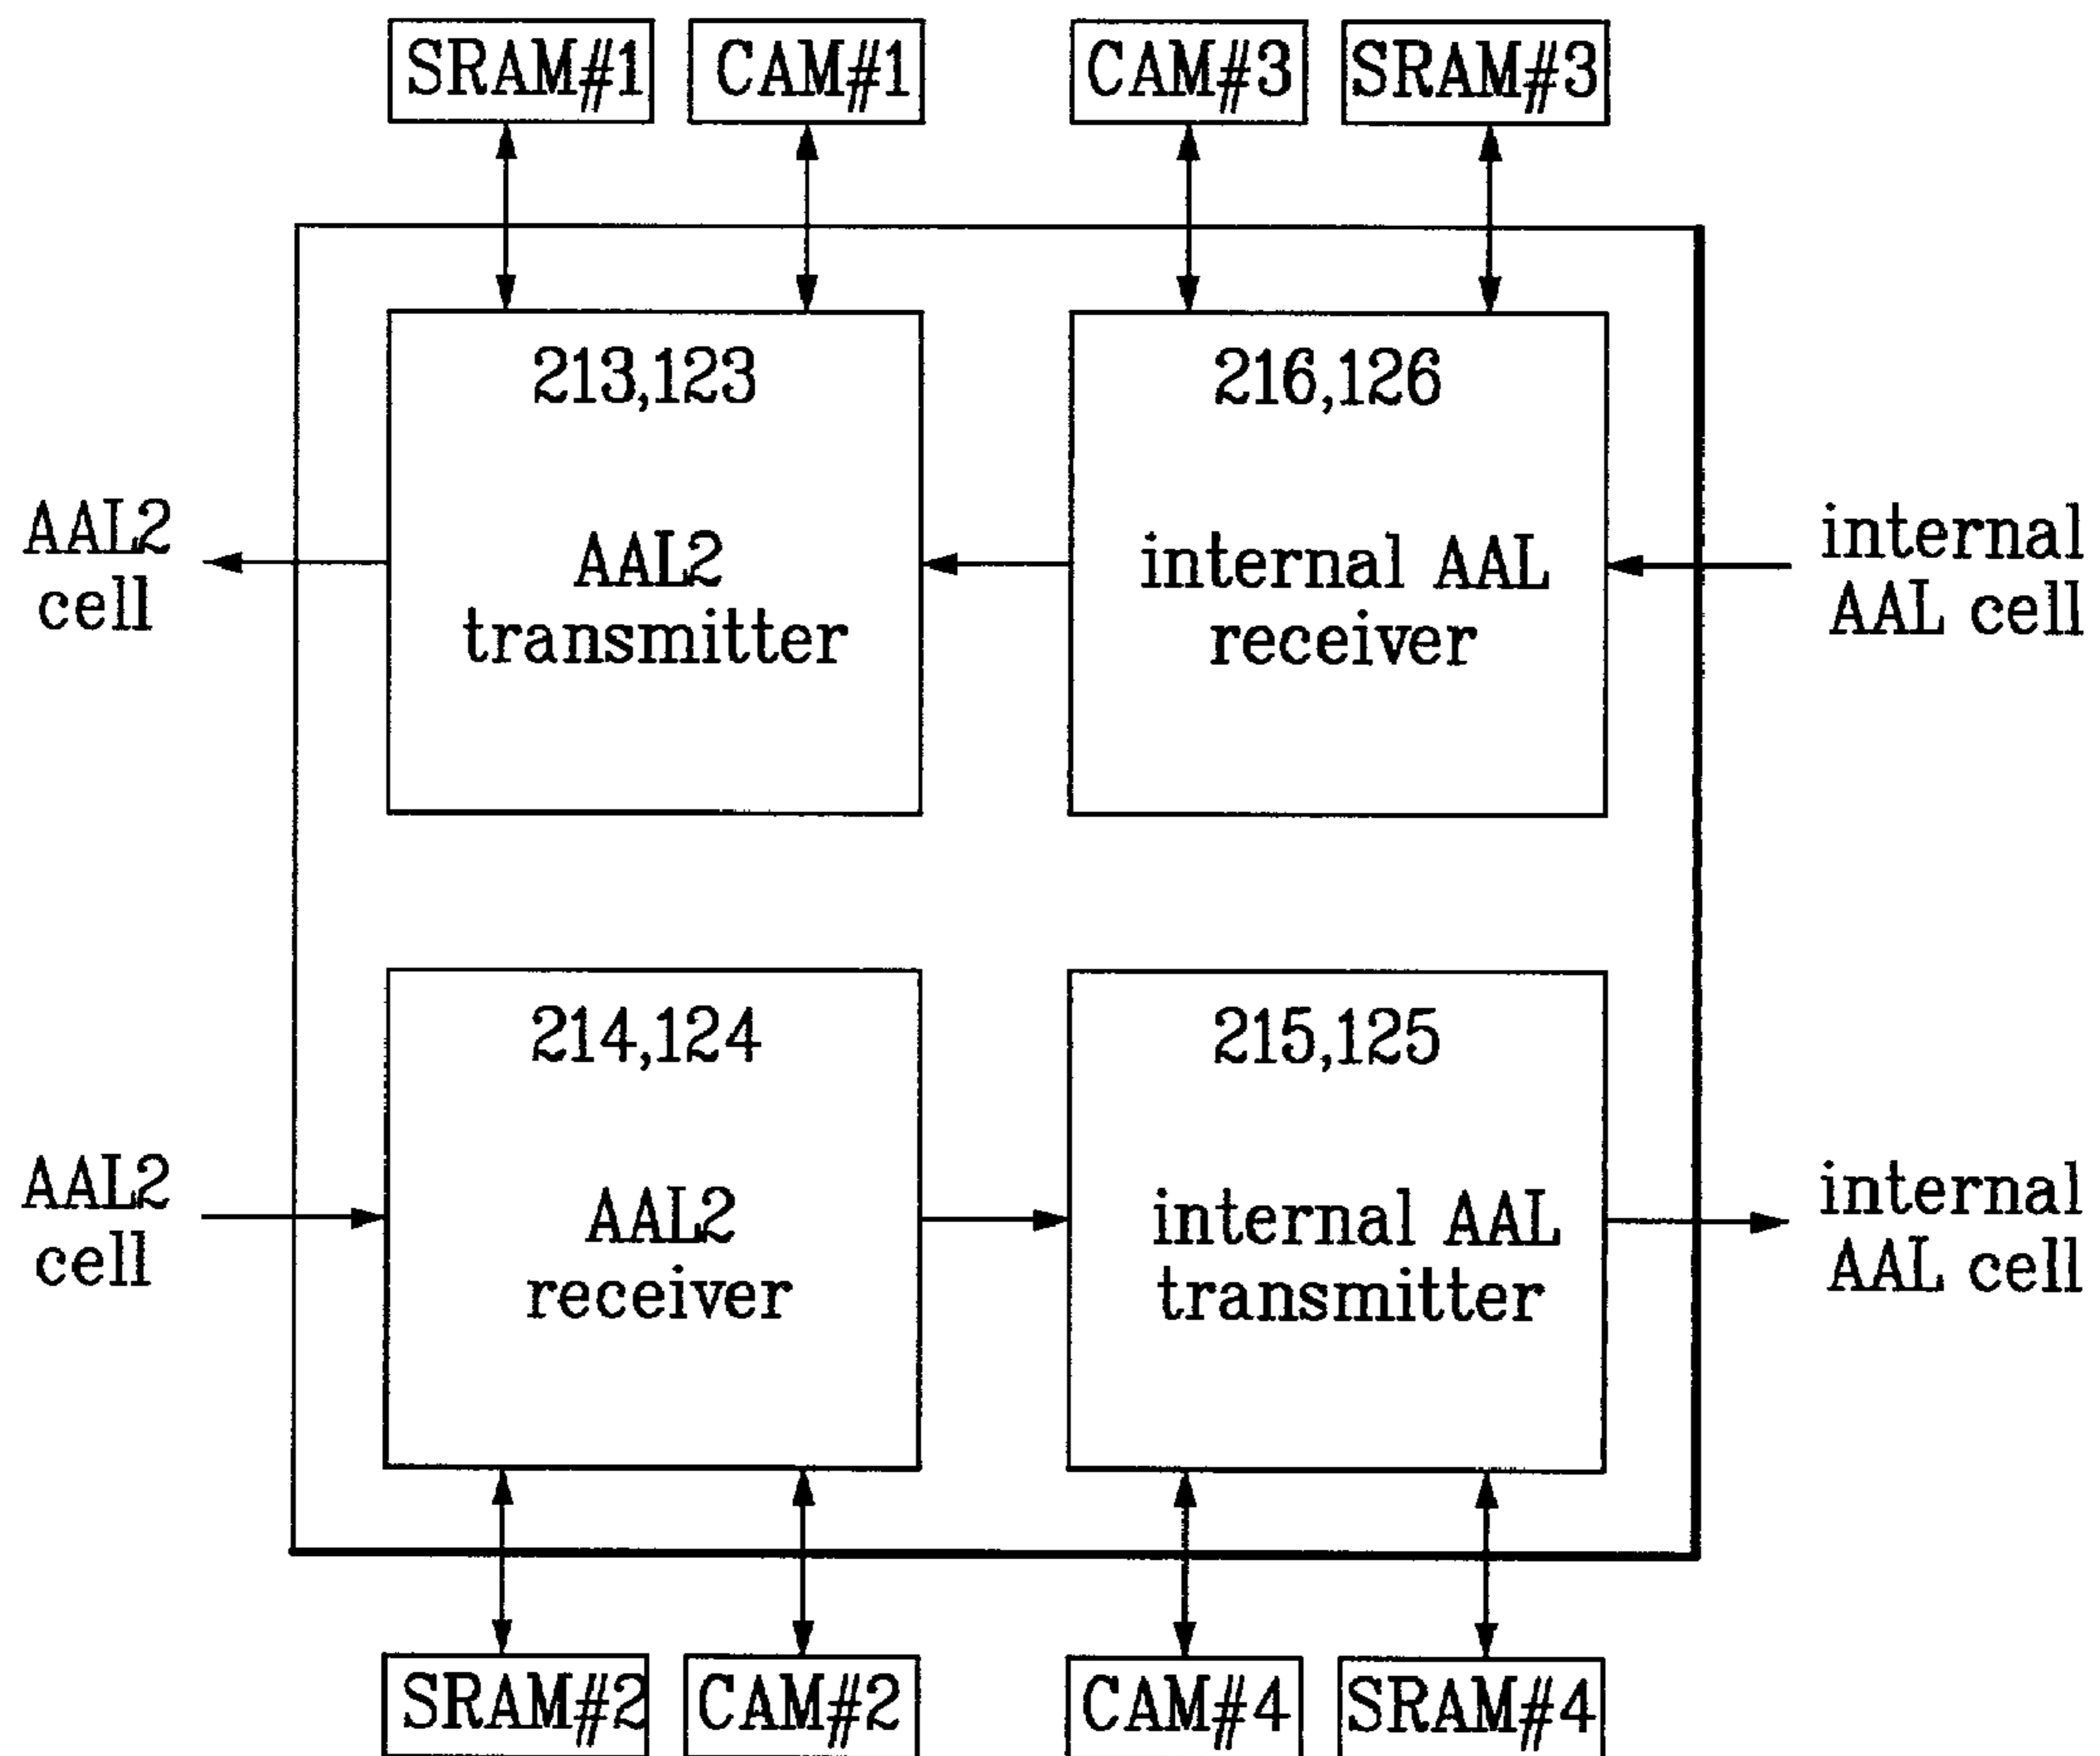 SRAM#1
CAM#1
CAM#3
SRAM#3
213,123
216,126
AAL2
cell
AAL2
transmitter
internal AAL
receiver
internal
AAL cell
214,124
215,125
AAL2
cell
AAL2
receiver
internal AAL
transmitter
internal
AAL cell
SRAM#2
CAM#2
CAM#4
SRAM#4